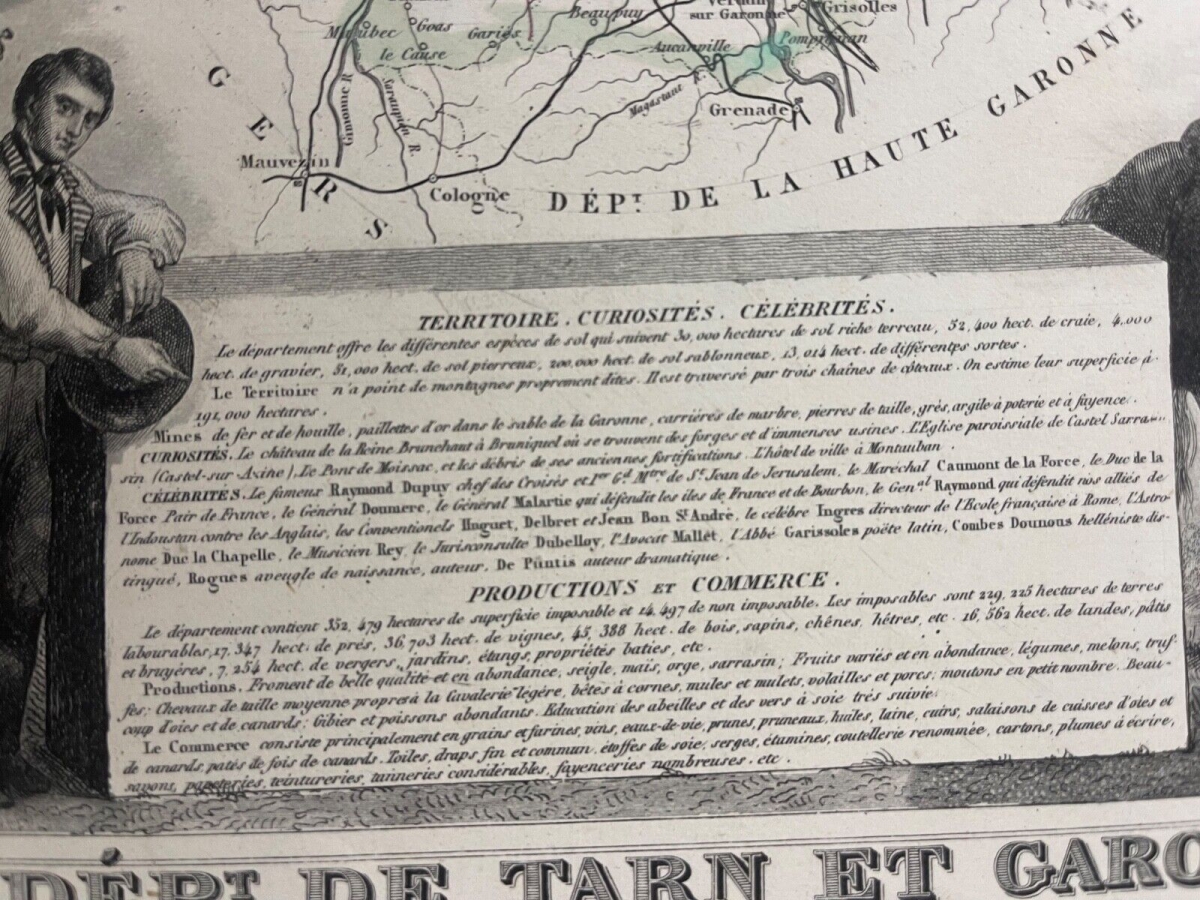 Verdun
sur Garonne
Grisolles
Beaupuy
Maubec
Goas
Gariès
le Cause
Aucanville
Pompignan
Gimone R.
Sarrampion R.
Magastant R.
Grenade
GERS
Mauvezin
Cologne
DÉPT. DE LA HAUTE GARONNE
TERRITOIRE. CURIOSITÉS. CÉLÉBRITÉS.
Le département offre les différentes espèces de sol qui suivent 30,000 hectares de sol riche terreau, 52,400 hect. de craie, 4,000
hect. de gravier, 51,000 hect. de sol pierreux, 200,000 hect. de sol sablonneux, 13,014 hect. de différentes sortes.
Le Territoire n'a point de montagnes proprement dites. Il est traversé par trois chaines de côteaux. On estime leur superficie à
191,000 hectares.
Mines de fer et de houille, paillettes d'or dans le sable de la Garonne, carrières de marbre, pierres de taille, grès, argile à poterie et à fayence.
CURIOSITÉS. Le château de la Reine Brunehaut à Bruniquel où se trouvent des forges et d'immenses usines. L'Eglise paroissiale de Castel Sarra-
sin (Castel-sur-Axine). Le Pont de Moissac, et les débris de ses anciennes fortifications. L'hôtel de ville à Montauban.
CÉLÉBRITÉS. Le fameux Raymond Dupuy chef des Croisés et 1er Gd. Mtre de St. Jean de Jerusalem, le Maréchal Caumont de la Force, le Duc de la
Force Pair de France, le Général Doumerc, le Général Malartie qui défendit les iles de France et de Bourbon, le Genal. Raymond qui défendit nos alliés de
l'Indoustan contre les Anglais, les Conventionels Huguet, Delbret et Jean Bon St André, le célèbre Ingres directeur de l'Ecole française à Rome, l'Astro-
nome Duc la Chapelle, le Musicien Rey, le Jurisconsulte Dubelloy, l'Avocat Mallet, l'Abbé Garissoles poëte latin, Combes Dounous helléniste dis-
tingué, Rogues aveugle de naissance, auteur. De Puntis auteur dramatique.
PRODUCTIONS ET COMMERCE.
Le département contient 352,479 hectares de superficie imposable et 14,497 de non imposable. Les imposables sont 229,225 hectares de terres
labourables, 17,347 hect. de prés, 36,703 hect. de vignes, 45,388 hect. de bois, sapins, chênes, hêtres, etc. 16,562 hect. de landes, pâtis
et bruyères, 7,254 hect. de vergers, jardins, étangs, propriétés baties, etc.
Productions. Froment de belle qualité et en abondance, seigle, mais, orge, sarrasin; Fruits variés et en abondance, légumes, melons, truf-
fes; Chevaux de taille moyenne propres à la Cavalerie légère, bêtes à cornes, mules et mulets, volailles et porcs; moutons en petit nombre. Beau-
coup d'oies et de canards; Gibier et poissons abondants. Education des abeilles et des vers à soie très suivie.
Le Commerce consiste principalement en grains et farines, vins, eaux-de-vie, prunes, pruneaux, huiles, laine, cuirs, salaisons de cuisses d'oies et
de canards, patés de foies de canards. Toiles, draps fin et commun, étoffes de soie, serges, étamines, coutellerie renommée, cartons, plumes à écrire,
savons, papeteries, teintureries, tanneries considérables, fayenceries nombreuses. etc.
DÉPT. DE TARN ET GARO